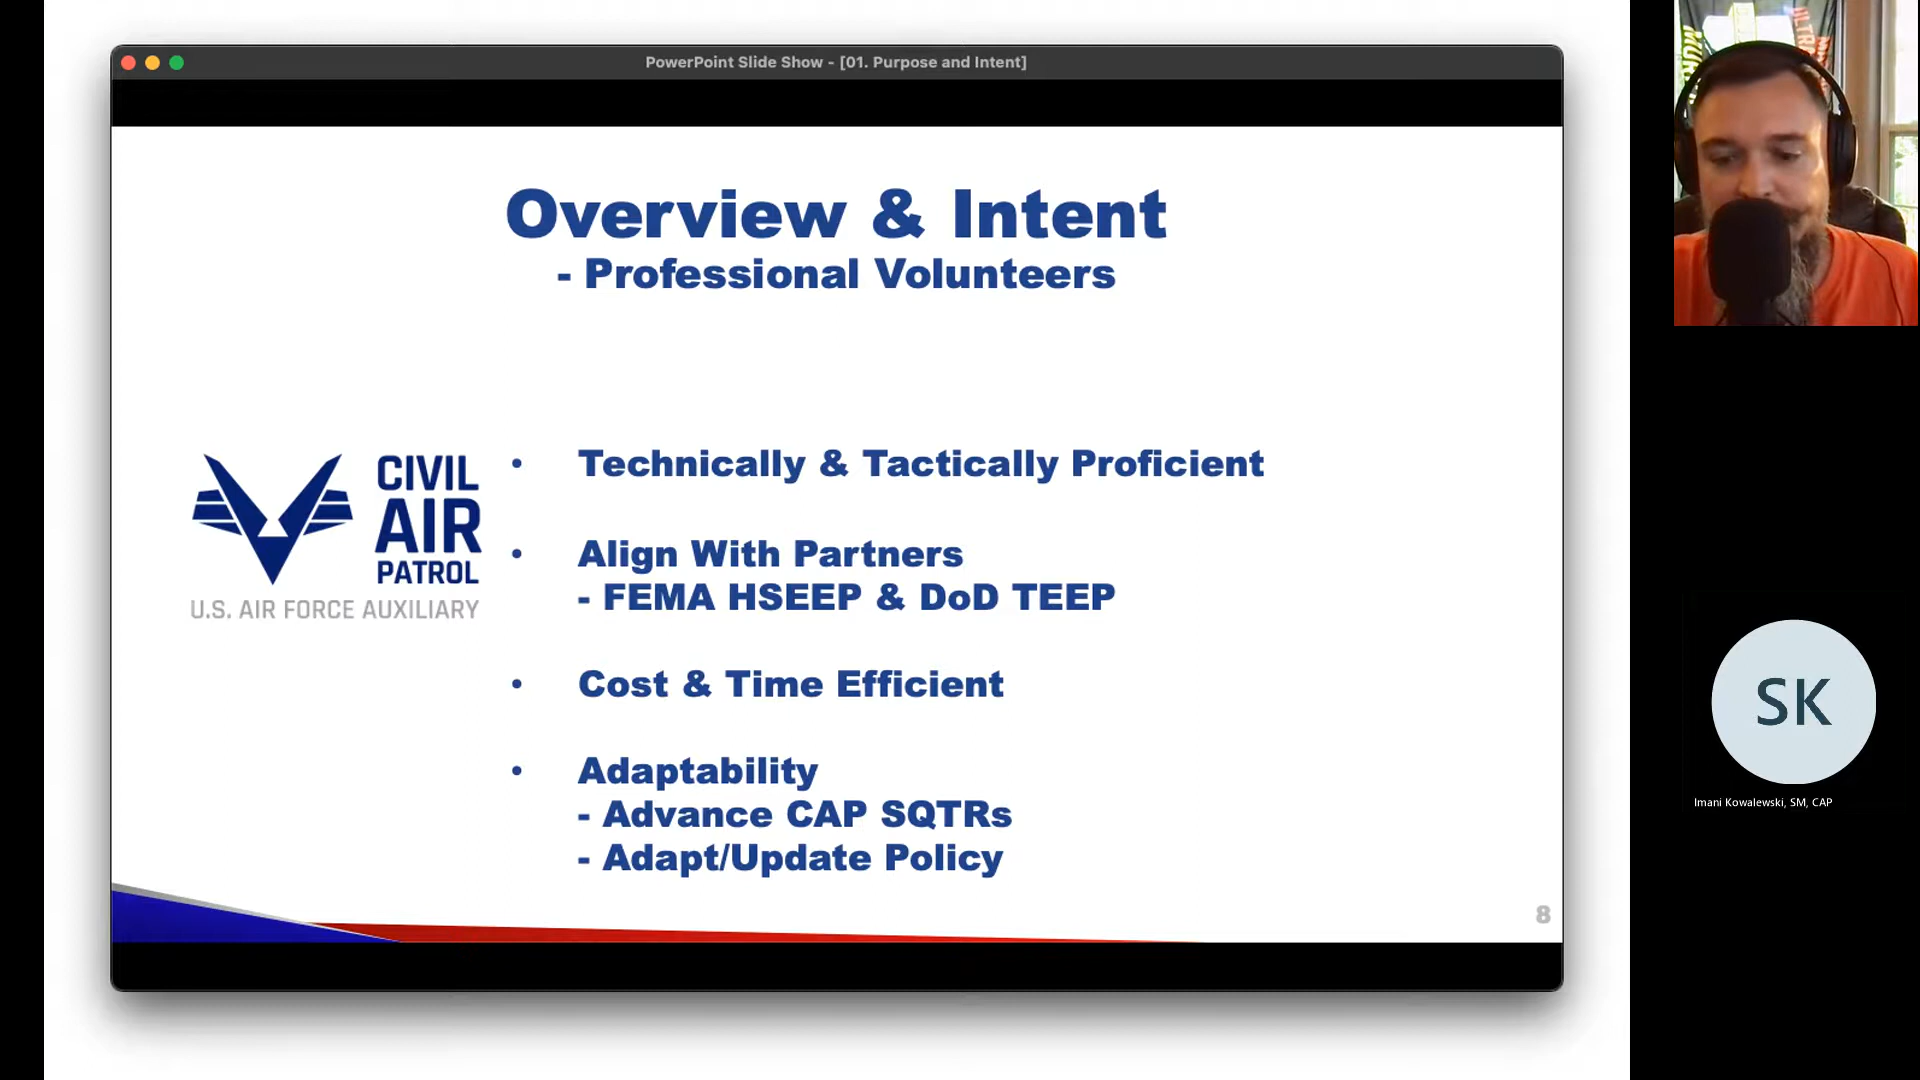 PowerPoint Slide Show - [01. Purpose and Intent]
Overview & Intent
- Professional Volunteers
CIVIL
AIR
PATROL
U.S. AIR FORCE AUXILIARY
• Technically & Tactically Proficient
• Align With Partners
- FEMA HSEEP & DoD TEEP
• Cost & Time Efficient
• Adaptability
- Advance CAP SQTRs
- Adapt/Update Policy
8
SK
Imani Kowalewski, SM, CAP